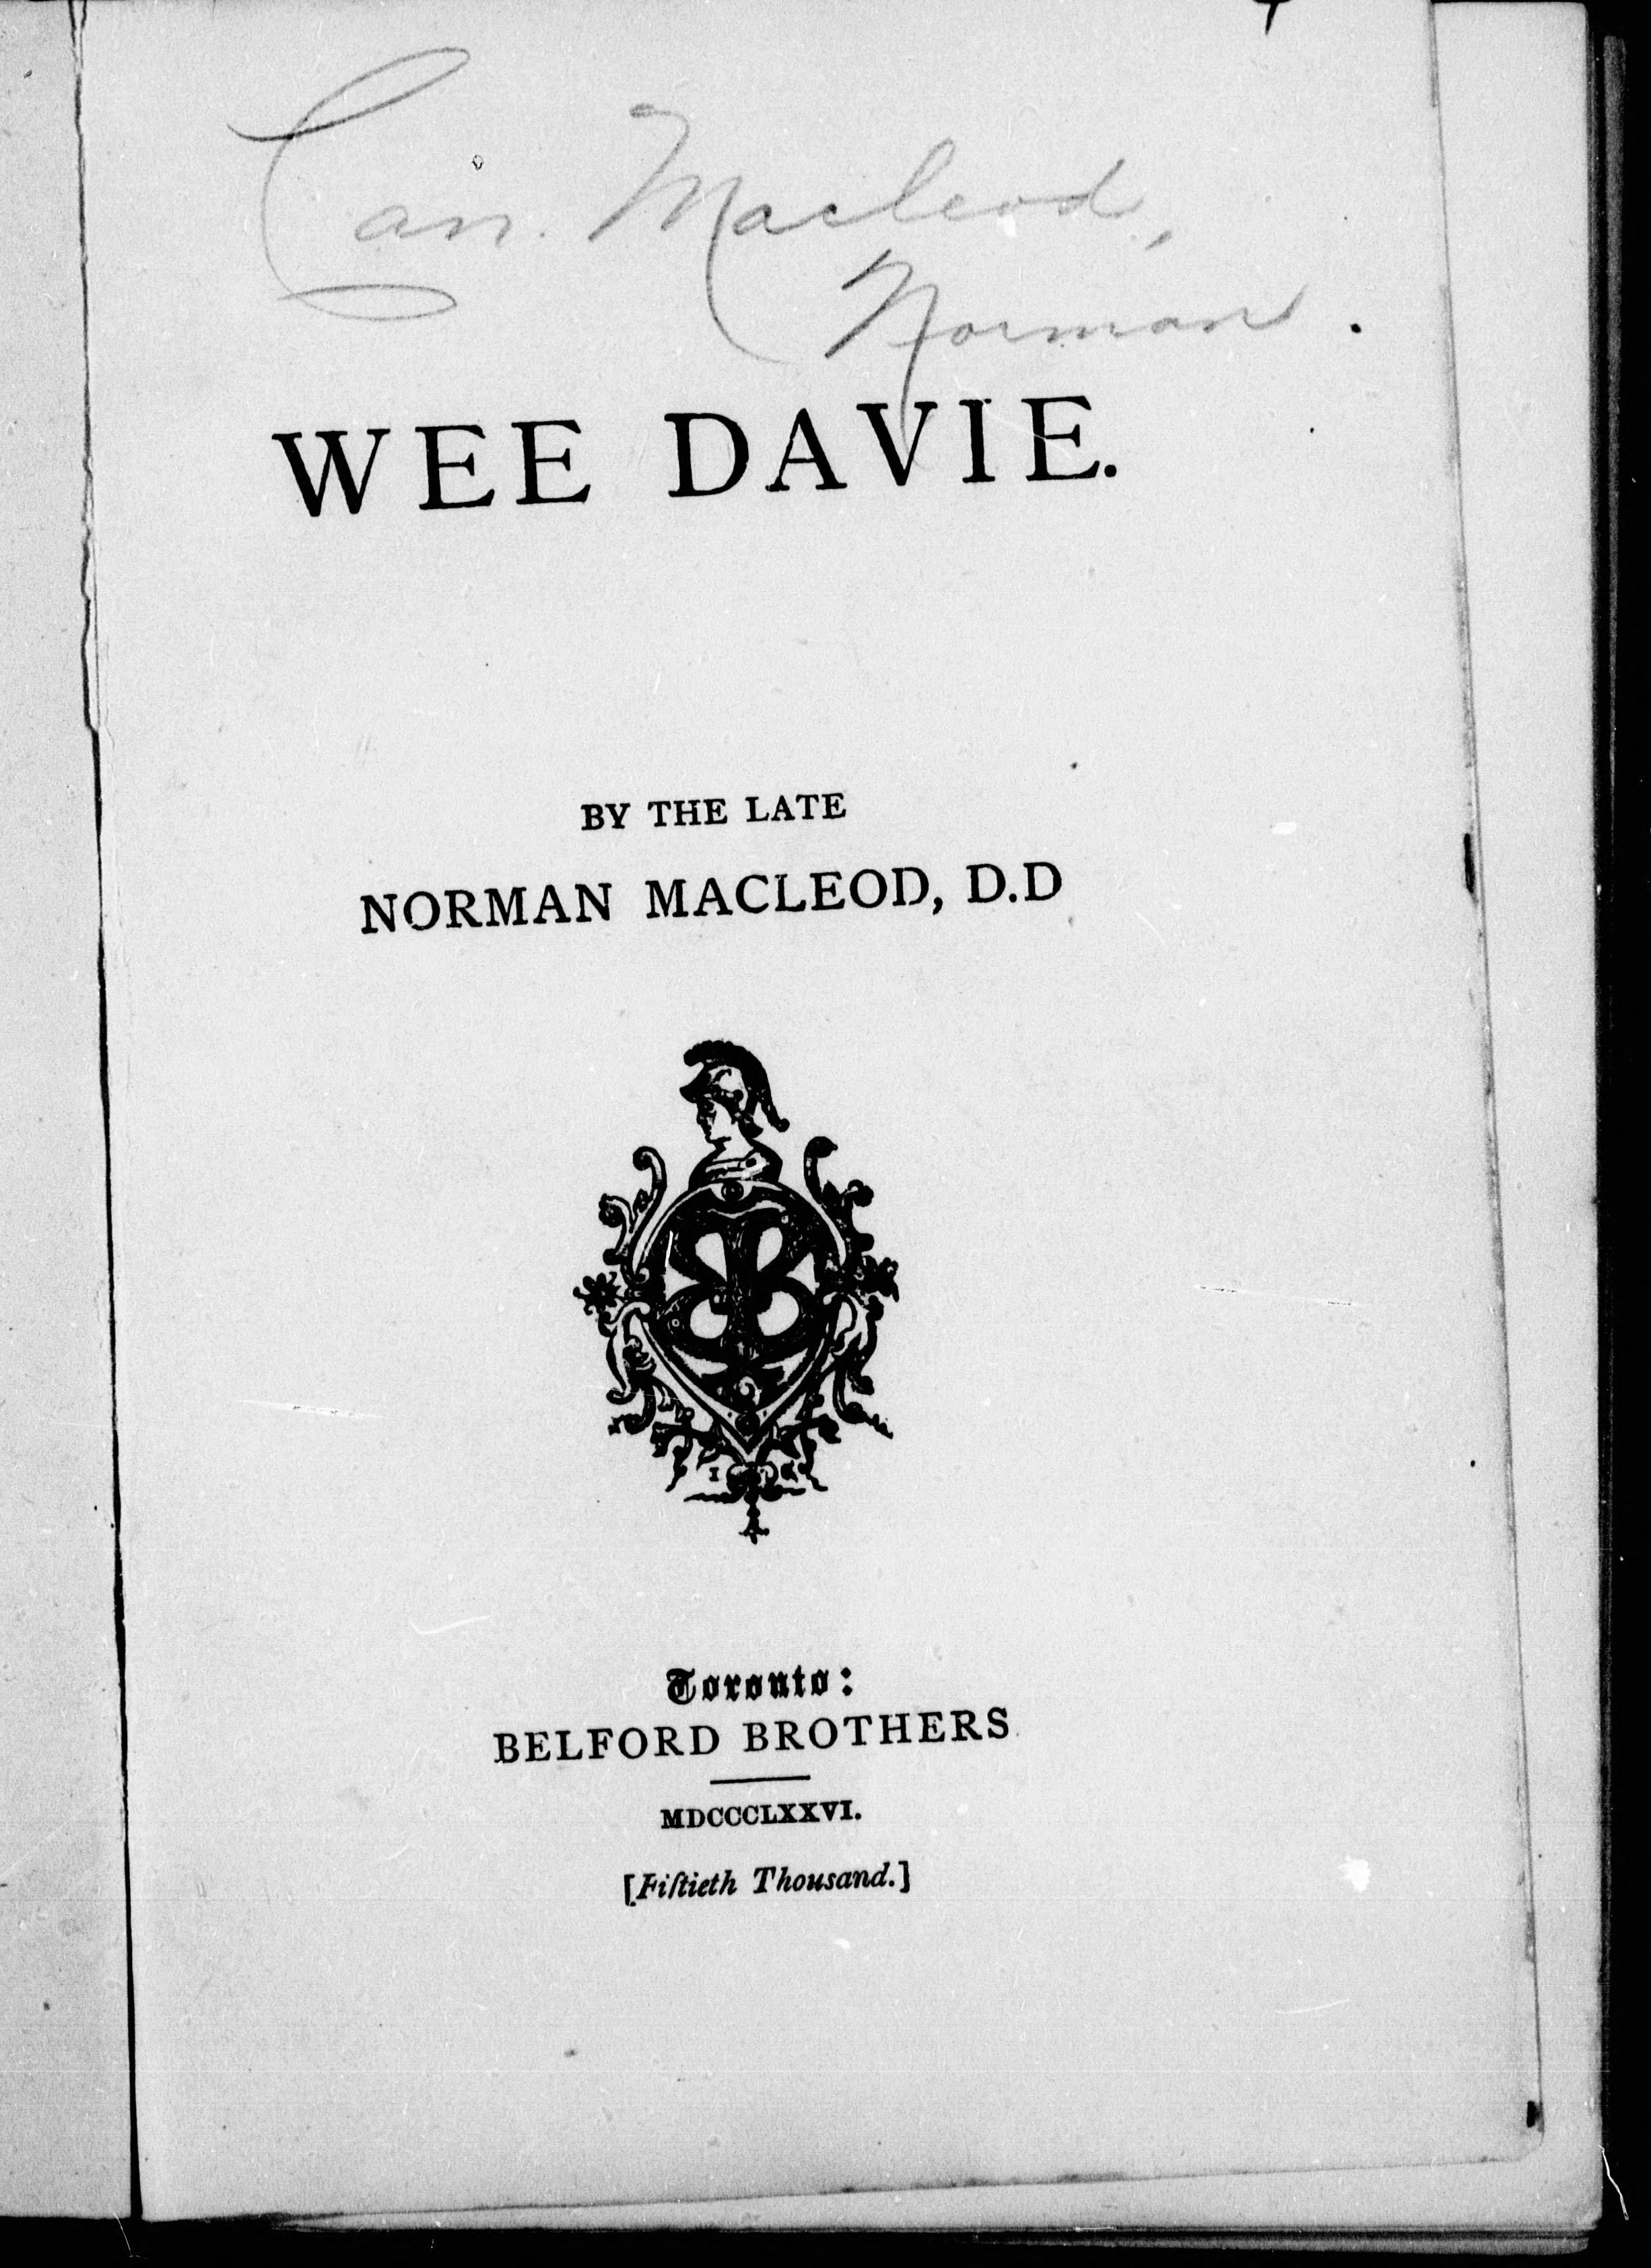 Can. Macleod,
Norman.
WEE DAVIE.
BY THE LATE
NORMAN MACLEOD, D.D
Toronto:
BELFORD BROTHERS
MDCCCLXXVI.
[Fiftieth Thousand.]